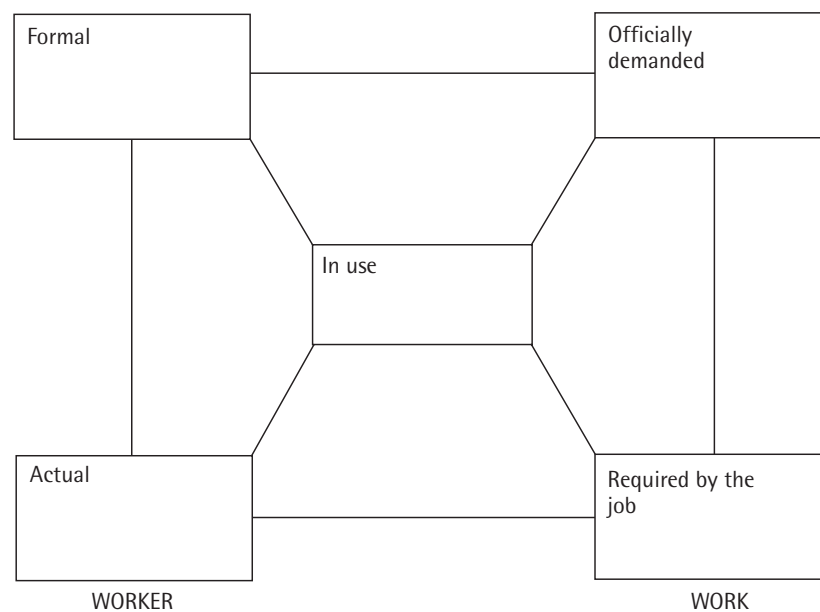 Formal
Officially
demanded
In use
Actual
Required by the
job
WORKER
WORK